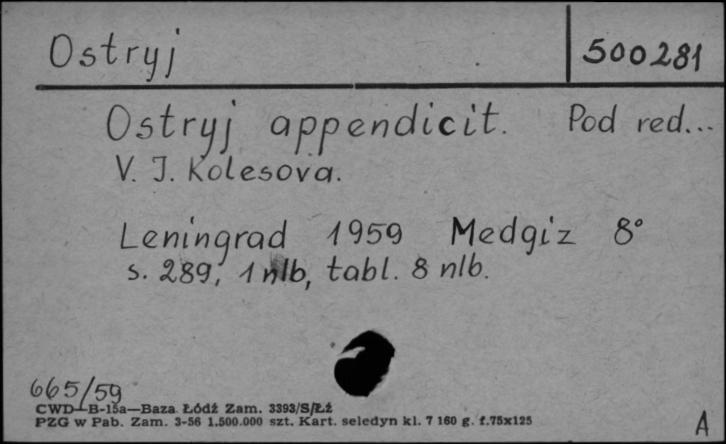 Ostryj 500281
Ostryj appendicit. Pod red...
V. I. Kolesova.
Leningrad 1959 Medgiz 8°
s. 289, 1 nlb, tabl. 8 nlb.
665/59
CWD—B-15a—Baza Łódź Zam. 3393/S/Łź
PZG w Pab. Zam. 3-56 1.500.000 szt. Kart. seledyn kl. 7 160 g. f.75x125
A